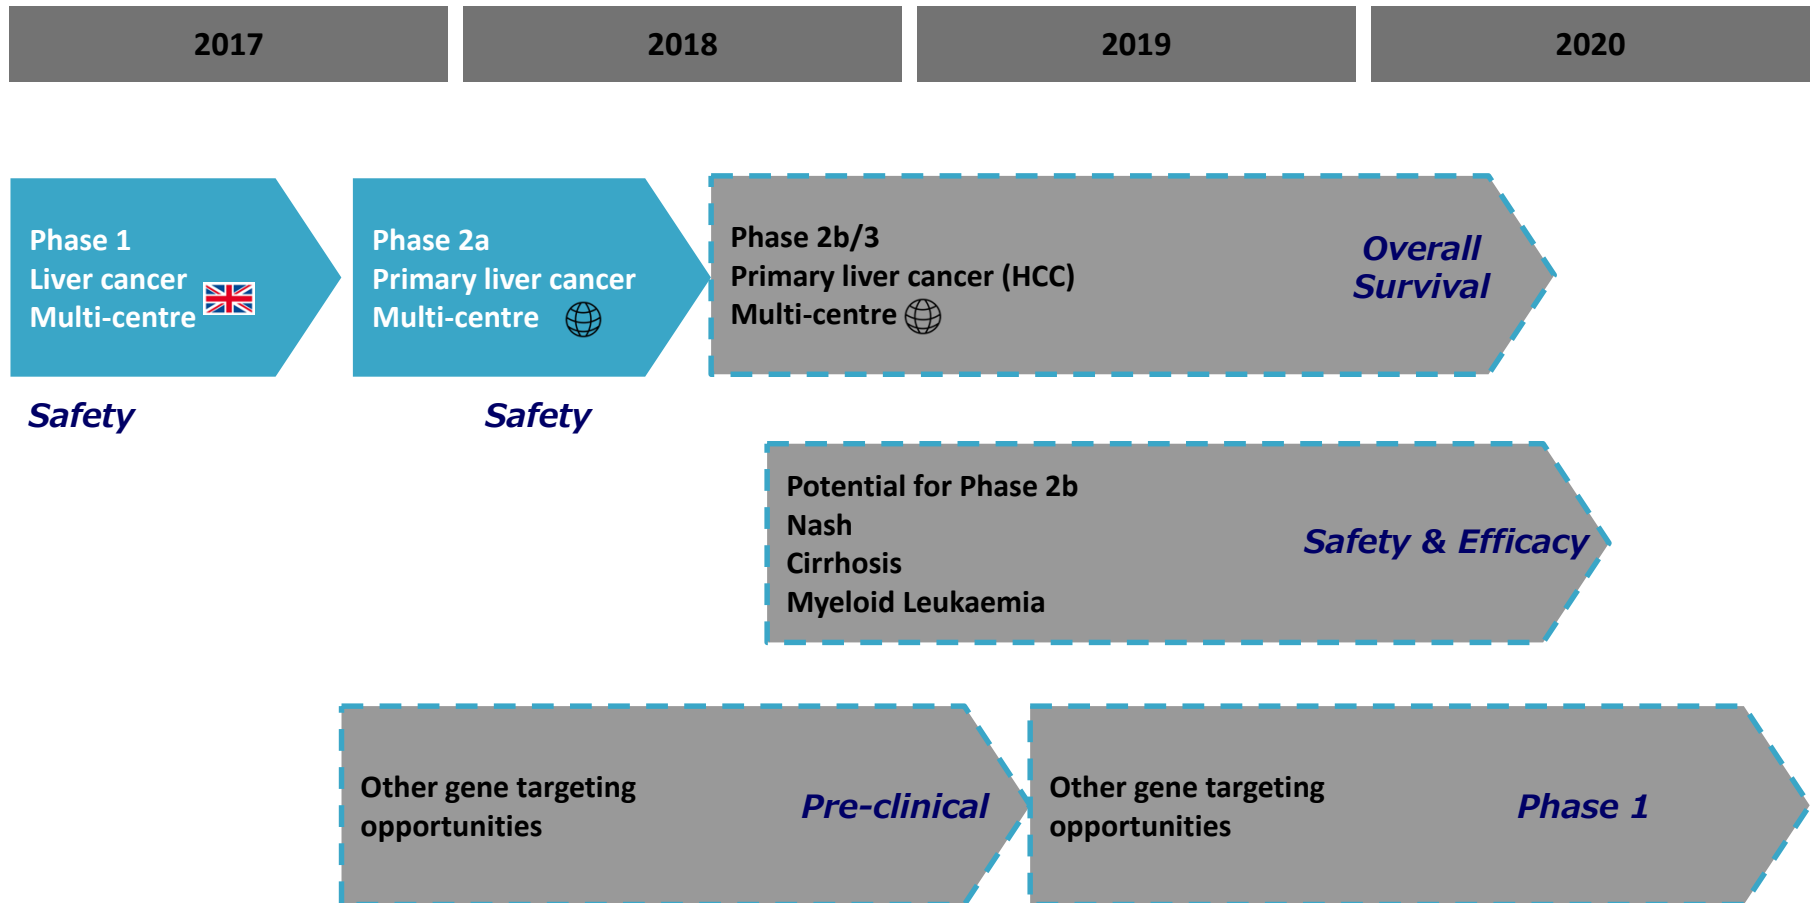 2017
2018
2019
2020
Phase 1
Liver cancer
Multi-centre
Safety
Phase 2a
Primary liver cancer
Multi-centre
Safety
Phase 2b/3
Primary liver cancer (HCC)
Multi-centre
Overall
Survival
Potential for Phase 2b
Nash
Cirrhosis
Myeloid Leukaemia
Safety & Efficacy
Other gene targeting
opportunities
Pre-clinical
Other gene targeting
opportunities
Phase 1